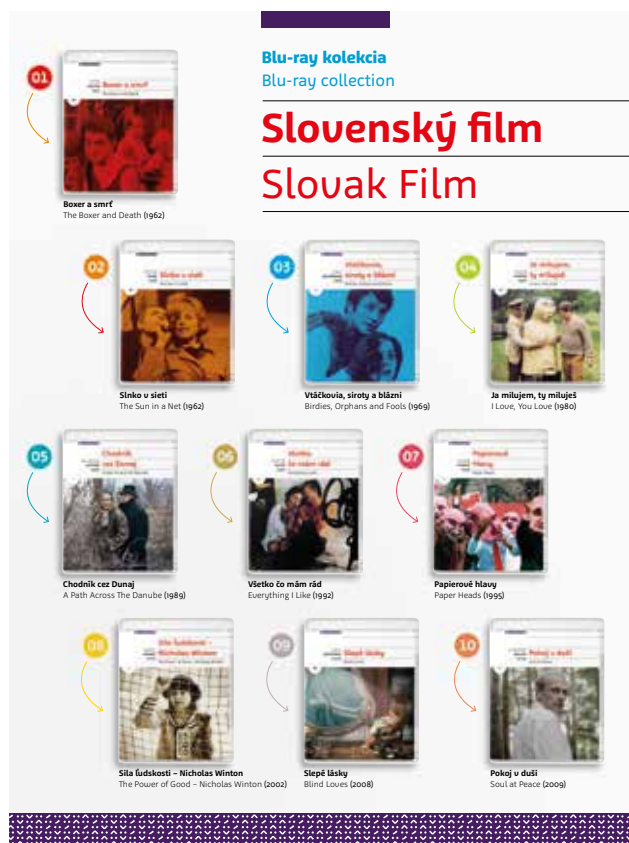 Blu-ray kolekcia
Blu-ray collection
Slovenský film
Slovak Film
01
Boxer a smrť
Boxer a smrť
The Boxer and Death (1962)
02
Slnko v sieti
Slnko v sieti
The Sun in a Net (1962)
03
Vtáčkovia,
siroty a blázni
Vtáčkovia, siroty a blázni
Birdies, Orphans and Fools (1969)
04
Ja milujem,
ty miluješ
Ja milujem, ty miluješ
I Love, You Love (1980)
05
Chodník
cez Dunaj
Chodník cez Dunaj
A Path Across The Danube (1989)
06
Všetko
čo mám rád
Všetko čo mám rád
Everything I Like (1992)
07
Papierové
hlavy
Papierové hlavy
Paper Heads (1995)
08
Sila ľudskosti –
Nicholas Winton
Sila ľudskosti – Nicholas Winton
The Power of Good – Nicholas Winton (2002)
09
Slepé lásky
Slepé lásky
Blind Loves (2008)
10
Pokoj v duši
Pokoj v duši
Soul at Peace (2009)